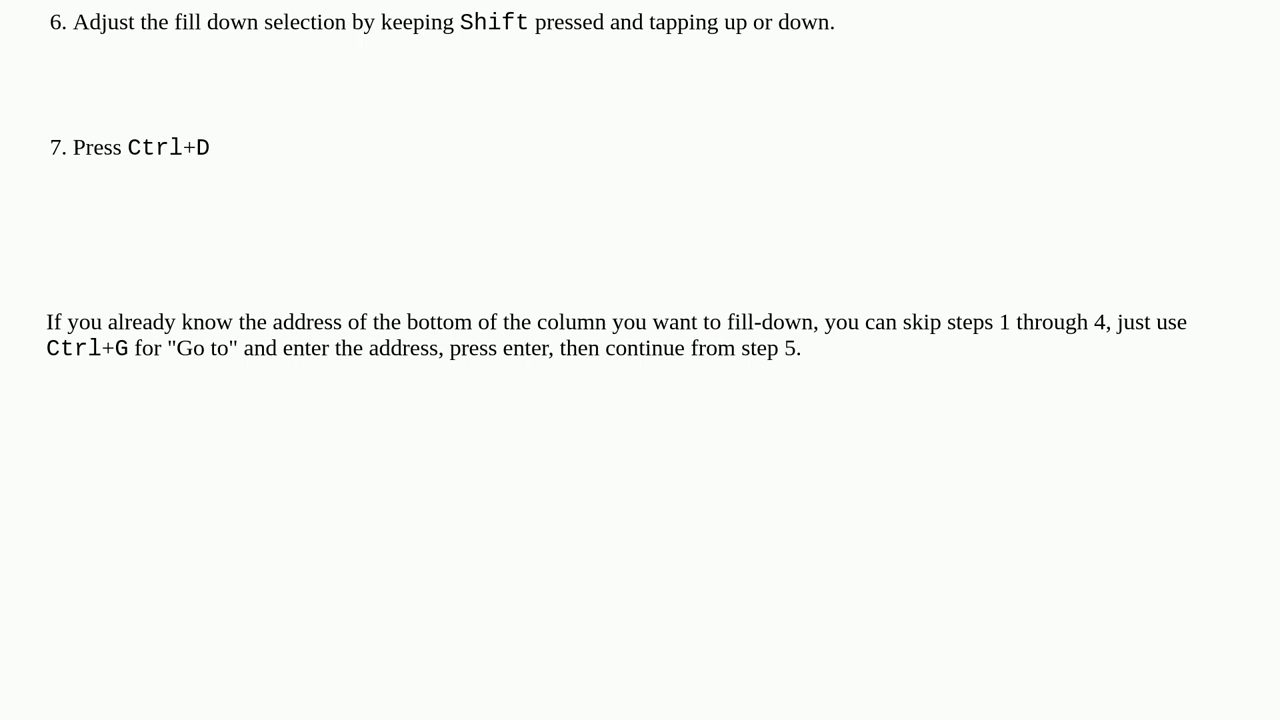 6. Adjust the fill down selection by keeping Shift pressed and tapping up or down.
7. Press Ctrl+D
If you already know the address of the bottom of the column you want to fill-down, you can skip steps 1 through 4, just use
Ctrl+G for "Go to" and enter the address, press enter, then continue from step 5.